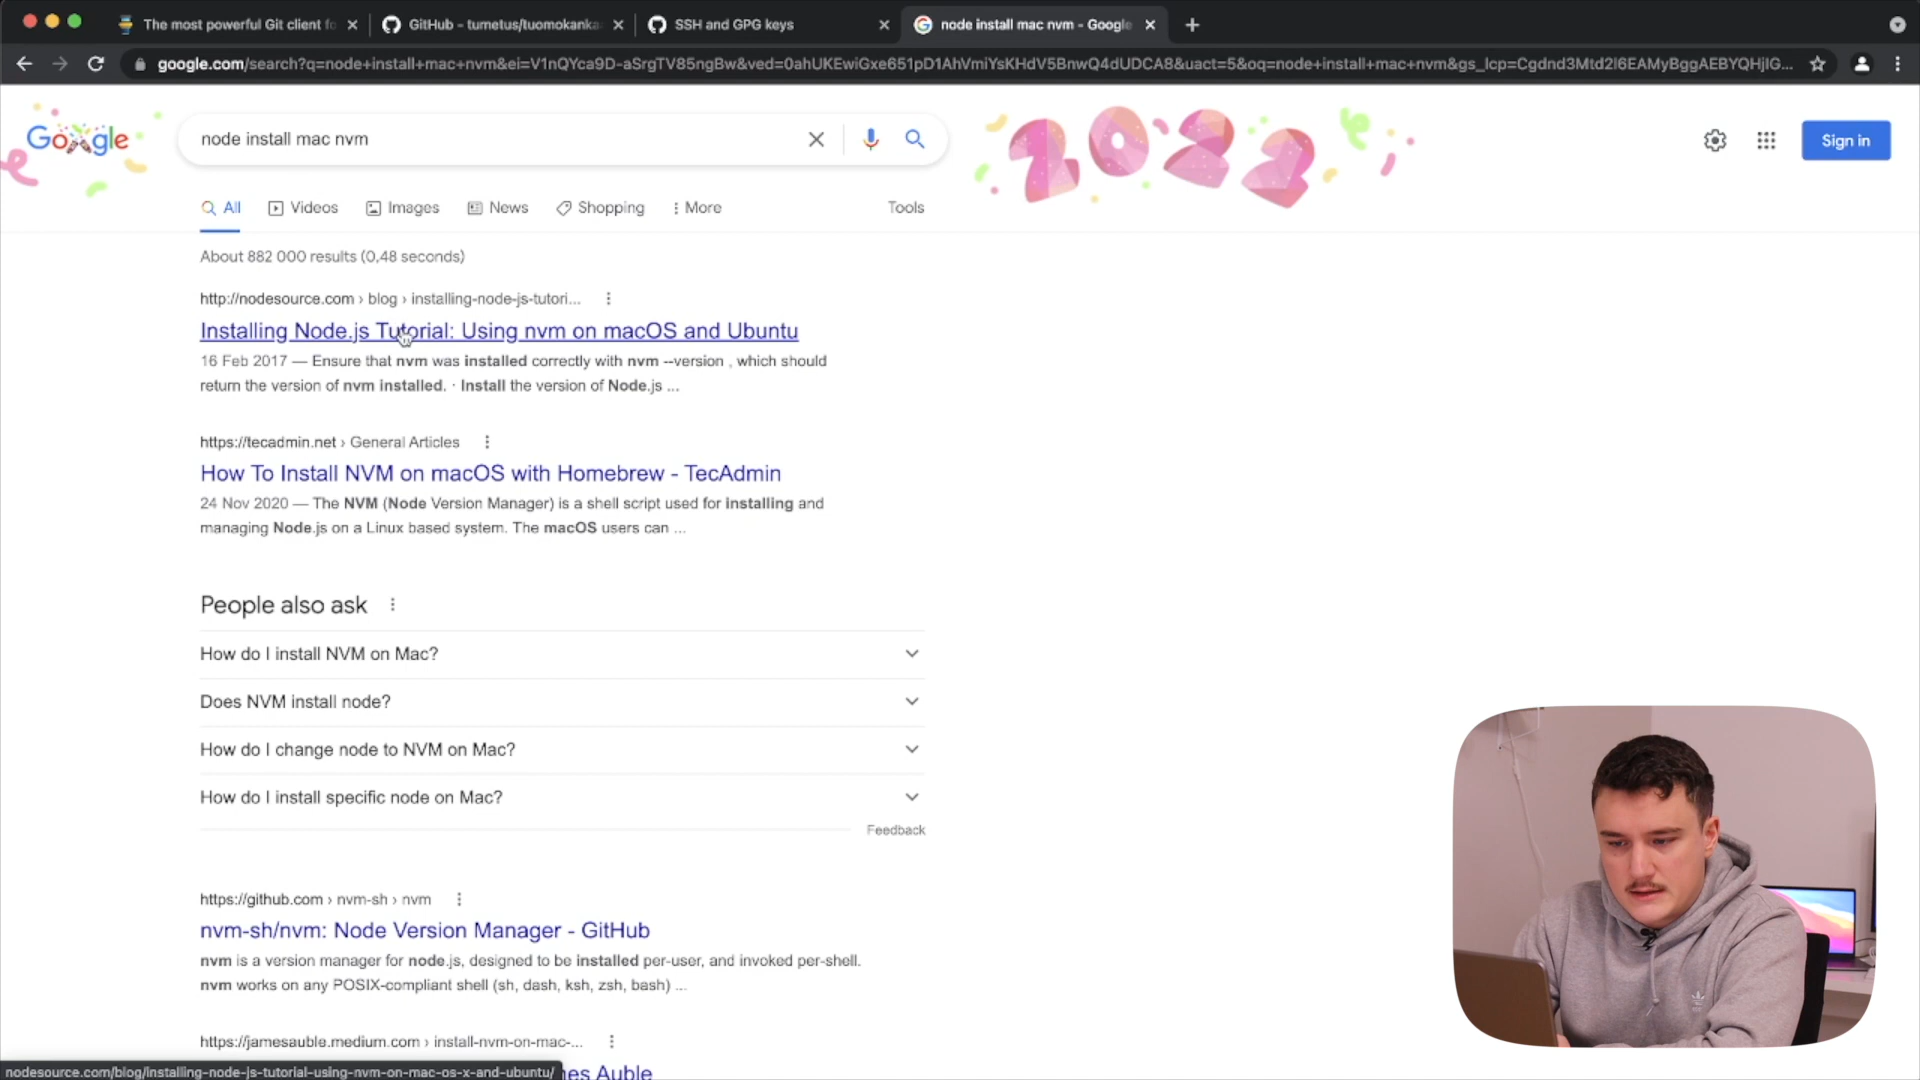 The most powerful Git client fo
GitHub - tumetus/tuomokanka
SSH and GPG keys
node install mac nvm - Google
google.com/search?q=node+install+mac+nvm&ei=V1nQYca9D-aSrgTV85ngBw&ved=0ahUKEwiGxe651pD1AhVmiYsKHdV5BnwQ4dUDCA8&uact=5&oq=node+install+mac+nvm&gs_lcp=Cgdnd3Mtd2l6EAMyBggAEBYQHjIG...
Google
node install mac nvm
2022
Sign in
All
Videos
Images
News
Shopping
More
Tools
About 882 000 results (0,48 seconds)
http://nodesource.com › blog › installing-node-js-tutori...
Installing Node.js Tutorial: Using nvm on macOS and Ubuntu
16 Feb 2017 — Ensure that nvm was installed correctly with nvm --version , which should
return the version of nvm installed. · Install the version of Node.js ...
https://tecadmin.net › General Articles
How To Install NVM on macOS with Homebrew - TecAdmin
24 Nov 2020 — The NVM (Node Version Manager) is a shell script used for installing and
managing Node.js on a Linux based system. The macOS users can ...
People also ask
How do I install NVM on Mac?
Does NVM install node?
How do I change node to NVM on Mac?
How do I install specific node on Mac?
Feedback
https://github.com › nvm-sh › nvm
nvm-sh/nvm: Node Version Manager - GitHub
nvm is a version manager for node.js, designed to be installed per-user, and invoked per-shell.
nvm works on any POSIX-compliant shell (sh, dash, ksh, zsh, bash) ...
https://jamesauble.medium.com › install-nvm-on-mac-...
nodesource.com/blog/installing-node-js-tutorial-using-nvm-on-mac-os-x-and-ubuntu/
Auble